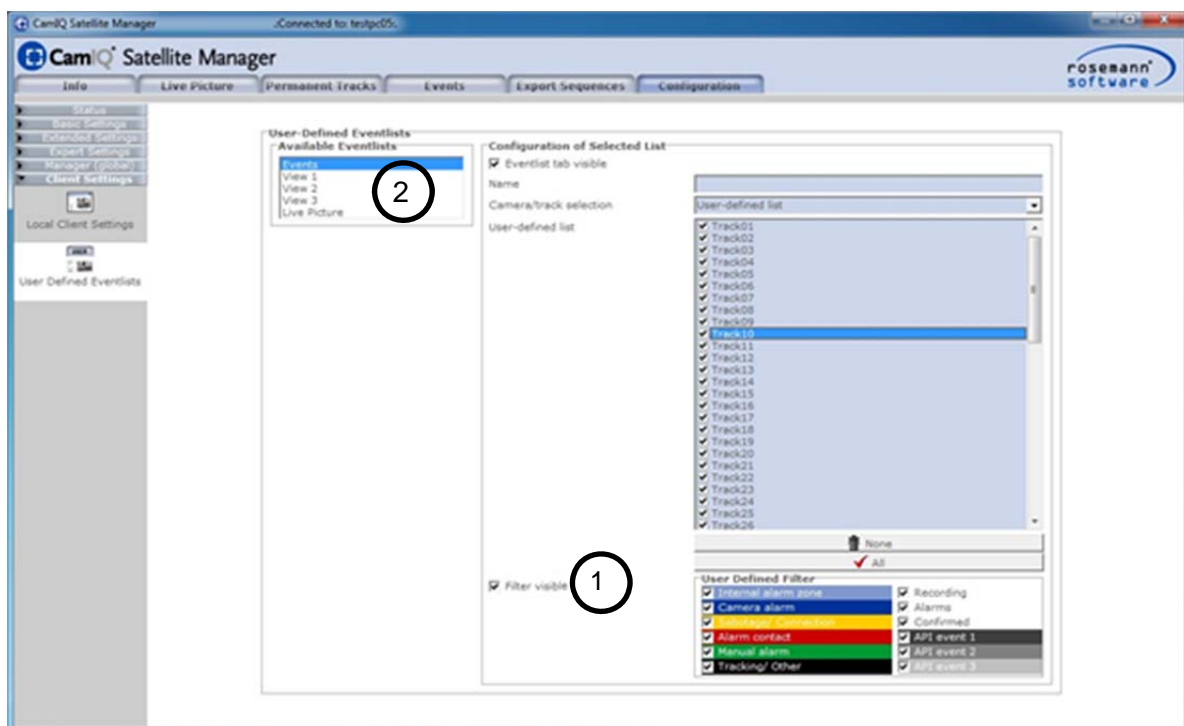 CamIQ Satellite Manager .:Connected to: testpc05:.
CamIQ Satellite Manager
rosemann software
Info Live Picture Permanent Tracks Events Export Sequences Configuration
Status
Basic Settings
Extended Settings
Expert Settings
Manager (global)
Client Settings
Local Client Settings
User Defined Eventlists
User-Defined Eventlists
Available Eventlists
Events
View 1
View 2
View 3
Live Picture
2
Configuration of Selected List
Eventlist tab visible
Name
Camera/track selection User-defined list
User-defined list
Track01
Track02
Track03
Track04
Track05
Track06
Track07
Track08
Track09
Track10
Track11
Track12
Track13
Track14
Track15
Track16
Track17
Track18
Track19
Track20
Track21
Track22
Track23
Track24
Track25
Track26
None
All
Filter visible 1
User Defined Filter
Internal alarm zone Recording
Camera alarm Alarms
Sabotage/ Connection Confirmed
Alarm contact API event 1
Manual alarm API event 2
Tracking/ Other API event 3